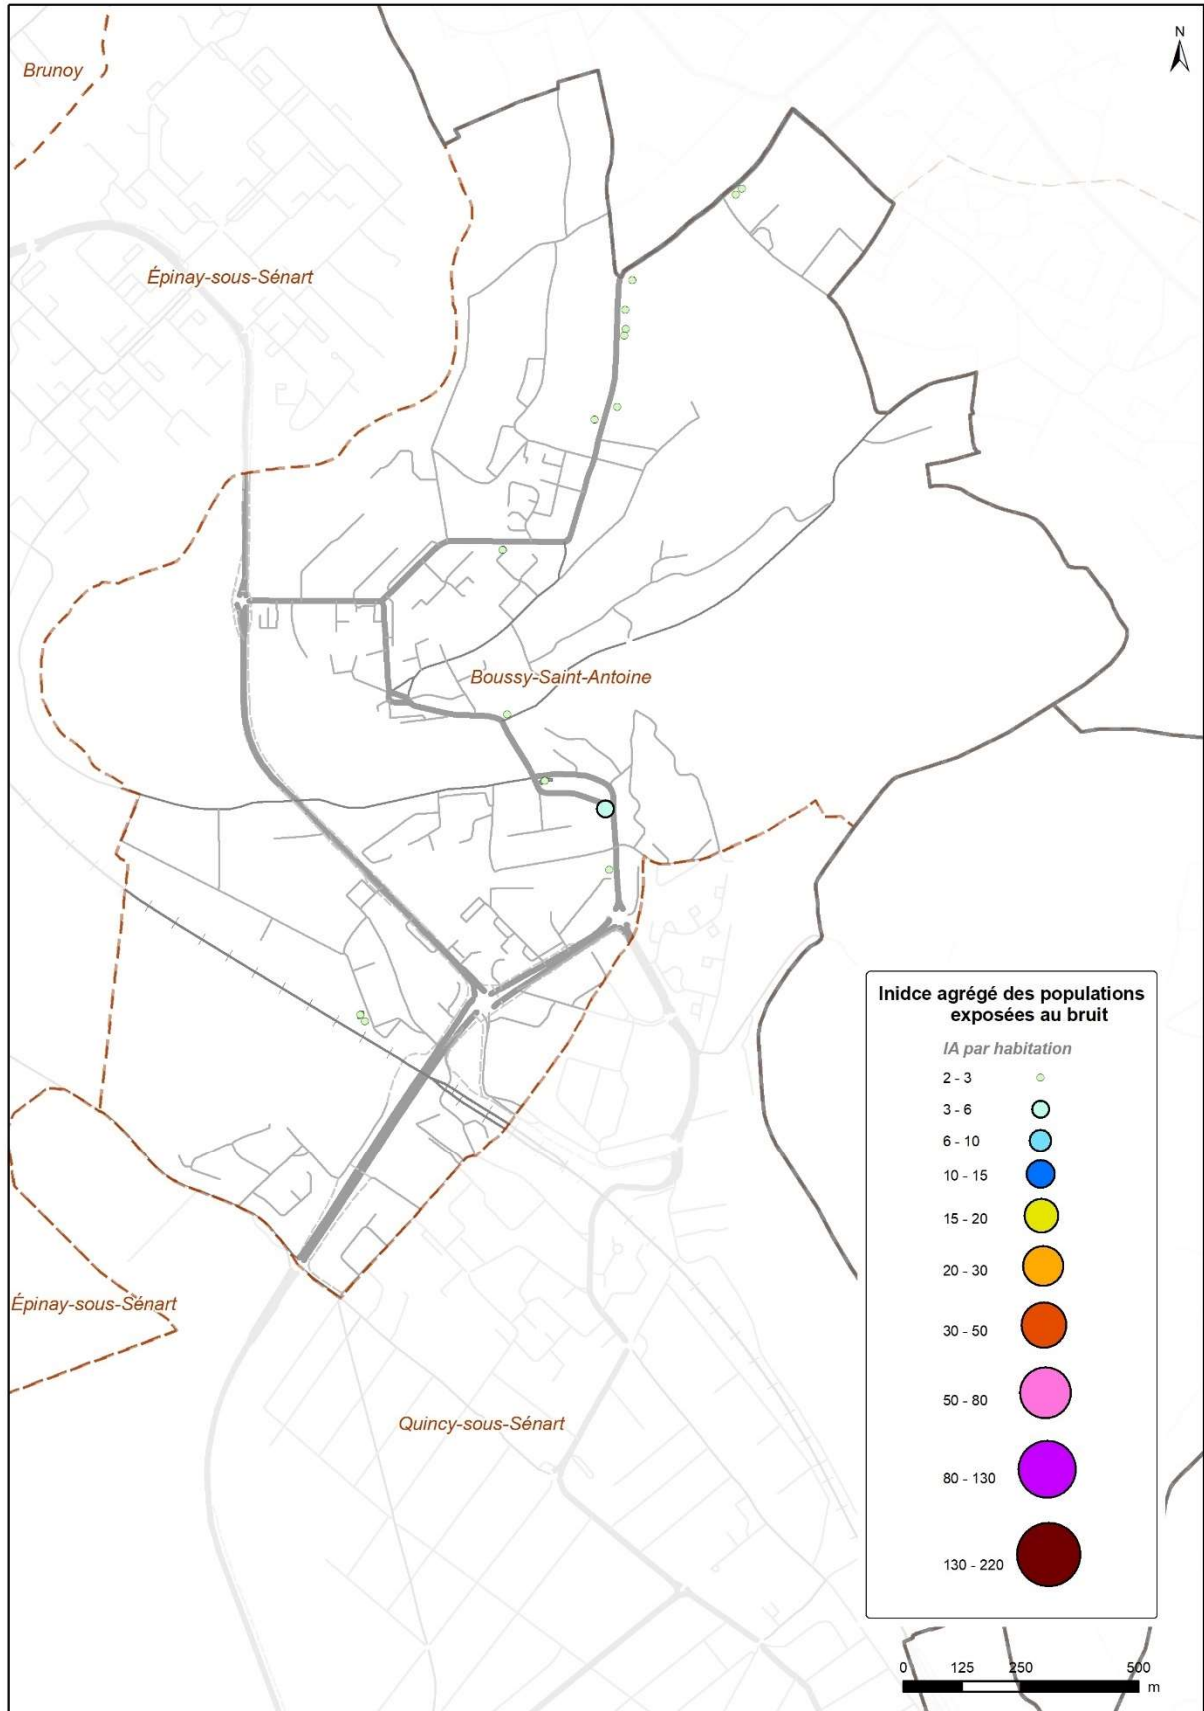 N
Brunoy
Épinay-sous-Sénart
Boussy-Saint-Antoine
Inidce agrégé des populations
exposées au bruit
IA par habitation
2 - 3
3 - 6
6 - 10
10 - 15
15 - 20
20 - 30
30 - 50
50 - 80
80 - 130
130 - 220
Épinay-sous-Sénart
Quincy-sous-Sénart
0 125 250 500
m